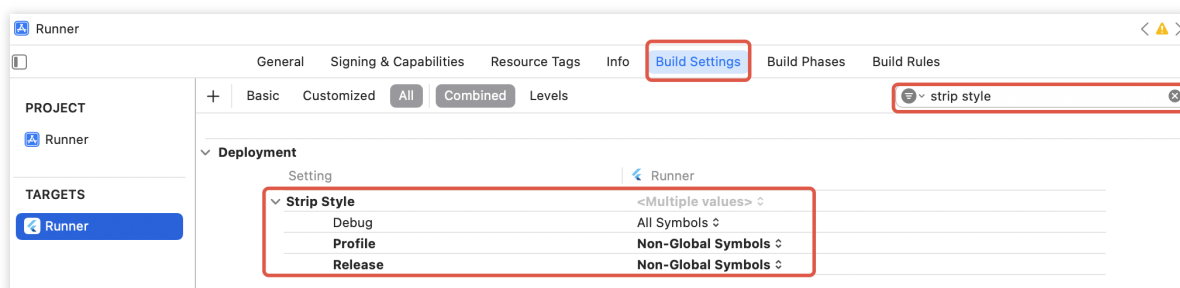 Runner
General Signing & Capabilities Resource Tags Info Build Settings Build Phases Build Rules
PROJECT
Runner
TARGETS
Runner
+ Basic Customized All Combined Levels strip style
Deployment
Setting Runner
Strip Style <Multiple values>
Debug All Symbols
Profile Non-Global Symbols
Release Non-Global Symbols